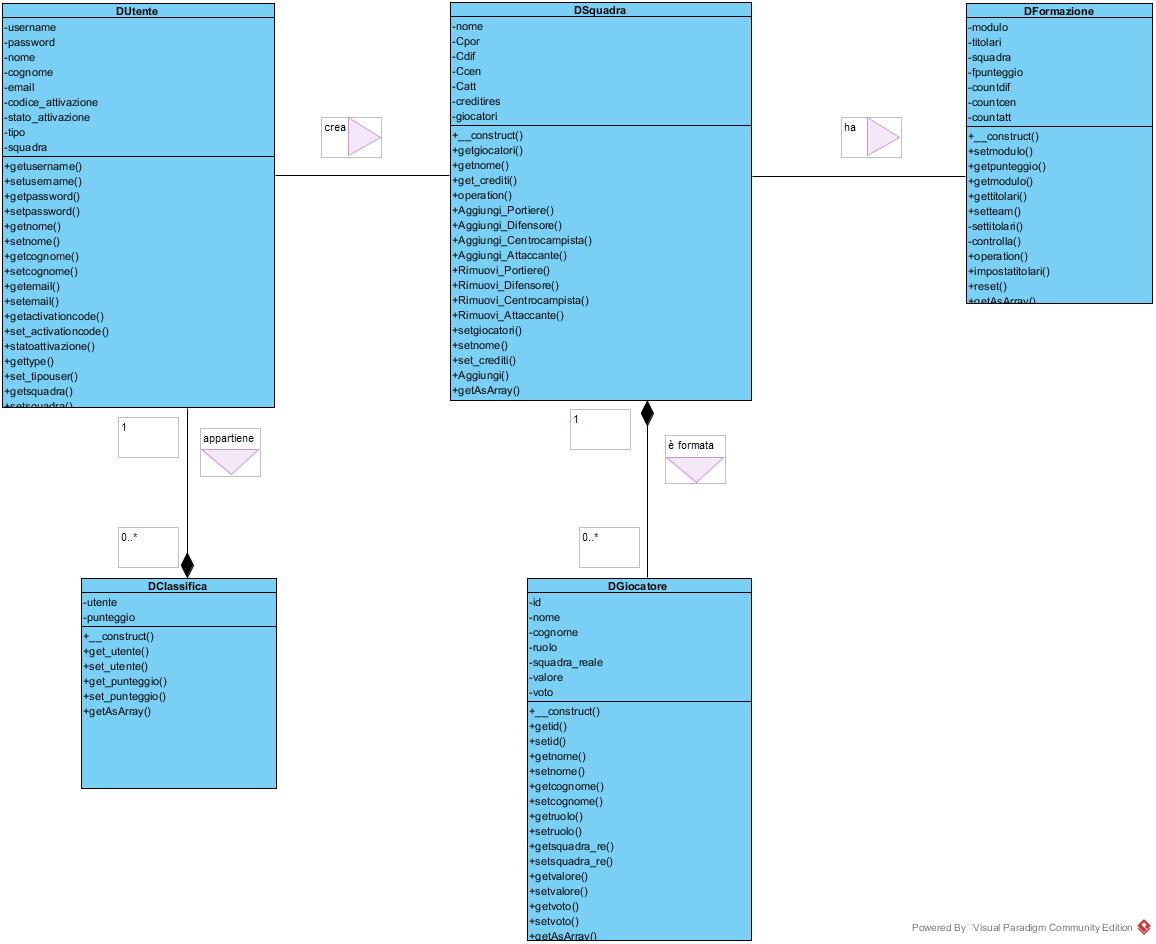 DUtente
-username
-password
-nome
-cognome
-email
-codice_attivazione
-stato_attivazione
-tipo
-squadra
+getusername()
+setusername()
+getpassword()
+setpassword()
+getnome()
+setnome()
+getcognome()
+setcognome()
+getemail()
+setemail()
+getactivationcode()
+set_activationcode()
+statoattivazione()
+gettype()
+set_tipouser()
+getsquadra()
+setsquadra()
crea
DSquadra
-nome
-Cpor
-Cdif
-Ccen
-Catt
-creditires
-giocatori
+__construct()
+getgiocatori()
+getnome()
+get_crediti()
+operation()
+Aggiungi_Portiere()
+Aggiungi_Difensore()
+Aggiungi_Centrocampista()
+Aggiungi_Attaccante()
+Rimuovi_Portiere()
+Rimuovi_Difensore()
+Rimuovi_Centrocampista()
+Rimuovi_Attaccante()
+setgiocatori()
+setnome()
+set_crediti()
+Aggiungi()
+getAsArray()
ha
DFormazione
-modulo
-titolari
-squadra
-fpunteggio
-countdif
-countcen
-countatt
+__construct()
+setmodulo()
+getpunteggio()
+getmodulo()
+gettitolari()
+setteam()
-settitolari()
-controlla()
+operation()
+impostatitolari()
+reset()
+getAsArray()
1
appartiene
0..*
1
è formata
0..*
DClassifica
-utente
-punteggio
+__construct()
+get_utente()
+set_utente()
+get_punteggio()
+set_punteggio()
+getAsArray()
DGiocatore
-id
-nome
-cognome
-ruolo
-squadra_reale
-valore
-voto
+__construct()
+getid()
+setid()
+getnome()
+setnome()
+getcognome()
+setcognome()
+getruolo()
+setruolo()
+getsquadra_re()
+setsquadra_re()
+getvalore()
+setvalore()
+getvoto()
+setvoto()
+getAsArray()
Powered By Visual Paradigm Community Edition